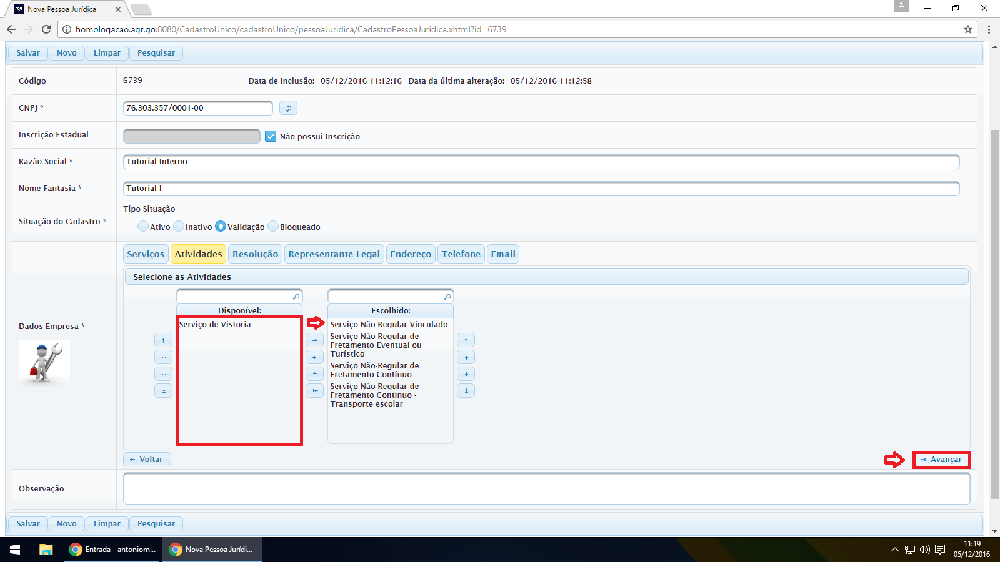 Nova Pessoa Jurídica
homologacao.agr.go:8080/CadastroUnico/cadastroUnico/pessoaJuridica/CadastroPessoaJuridica.xhtml?id=6739
Salvar Novo Limpar Pesquisar
Código 6739 Data de Inclusão: 05/12/2016 11:12:16 Data da última alteração: 05/12/2016 11:12:58
CNPJ * 76.303.357/0001-00
Inscrição Estadual Não possui Inscrição
Razão Social * Tutorial Interno
Nome Fantasia * Tutorial I
Tipo Situação
Situação do Cadastro *
Ativo Inativo Validação Bloqueado
Serviços Atividades Resolução Representante Legal Endereço Telefone Email
Selecione as Atividades
Disponível: Escolhido:
Serviço de Vistoria
Serviço Não-Regular Vinculado
Serviço Não-Regular de
Fretamento Eventual ou
Turístico
Serviço Não-Regular de
Fretamento Contínuo
Serviço Não-Regular de
Fretamento Contínuo -
Transporte escolar
Dados Empresa *
Voltar Avançar
Observação
Salvar Novo Limpar Pesquisar
Entrada - antoniom... Nova Pessoa Jurídi... 11:19
05/12/2016